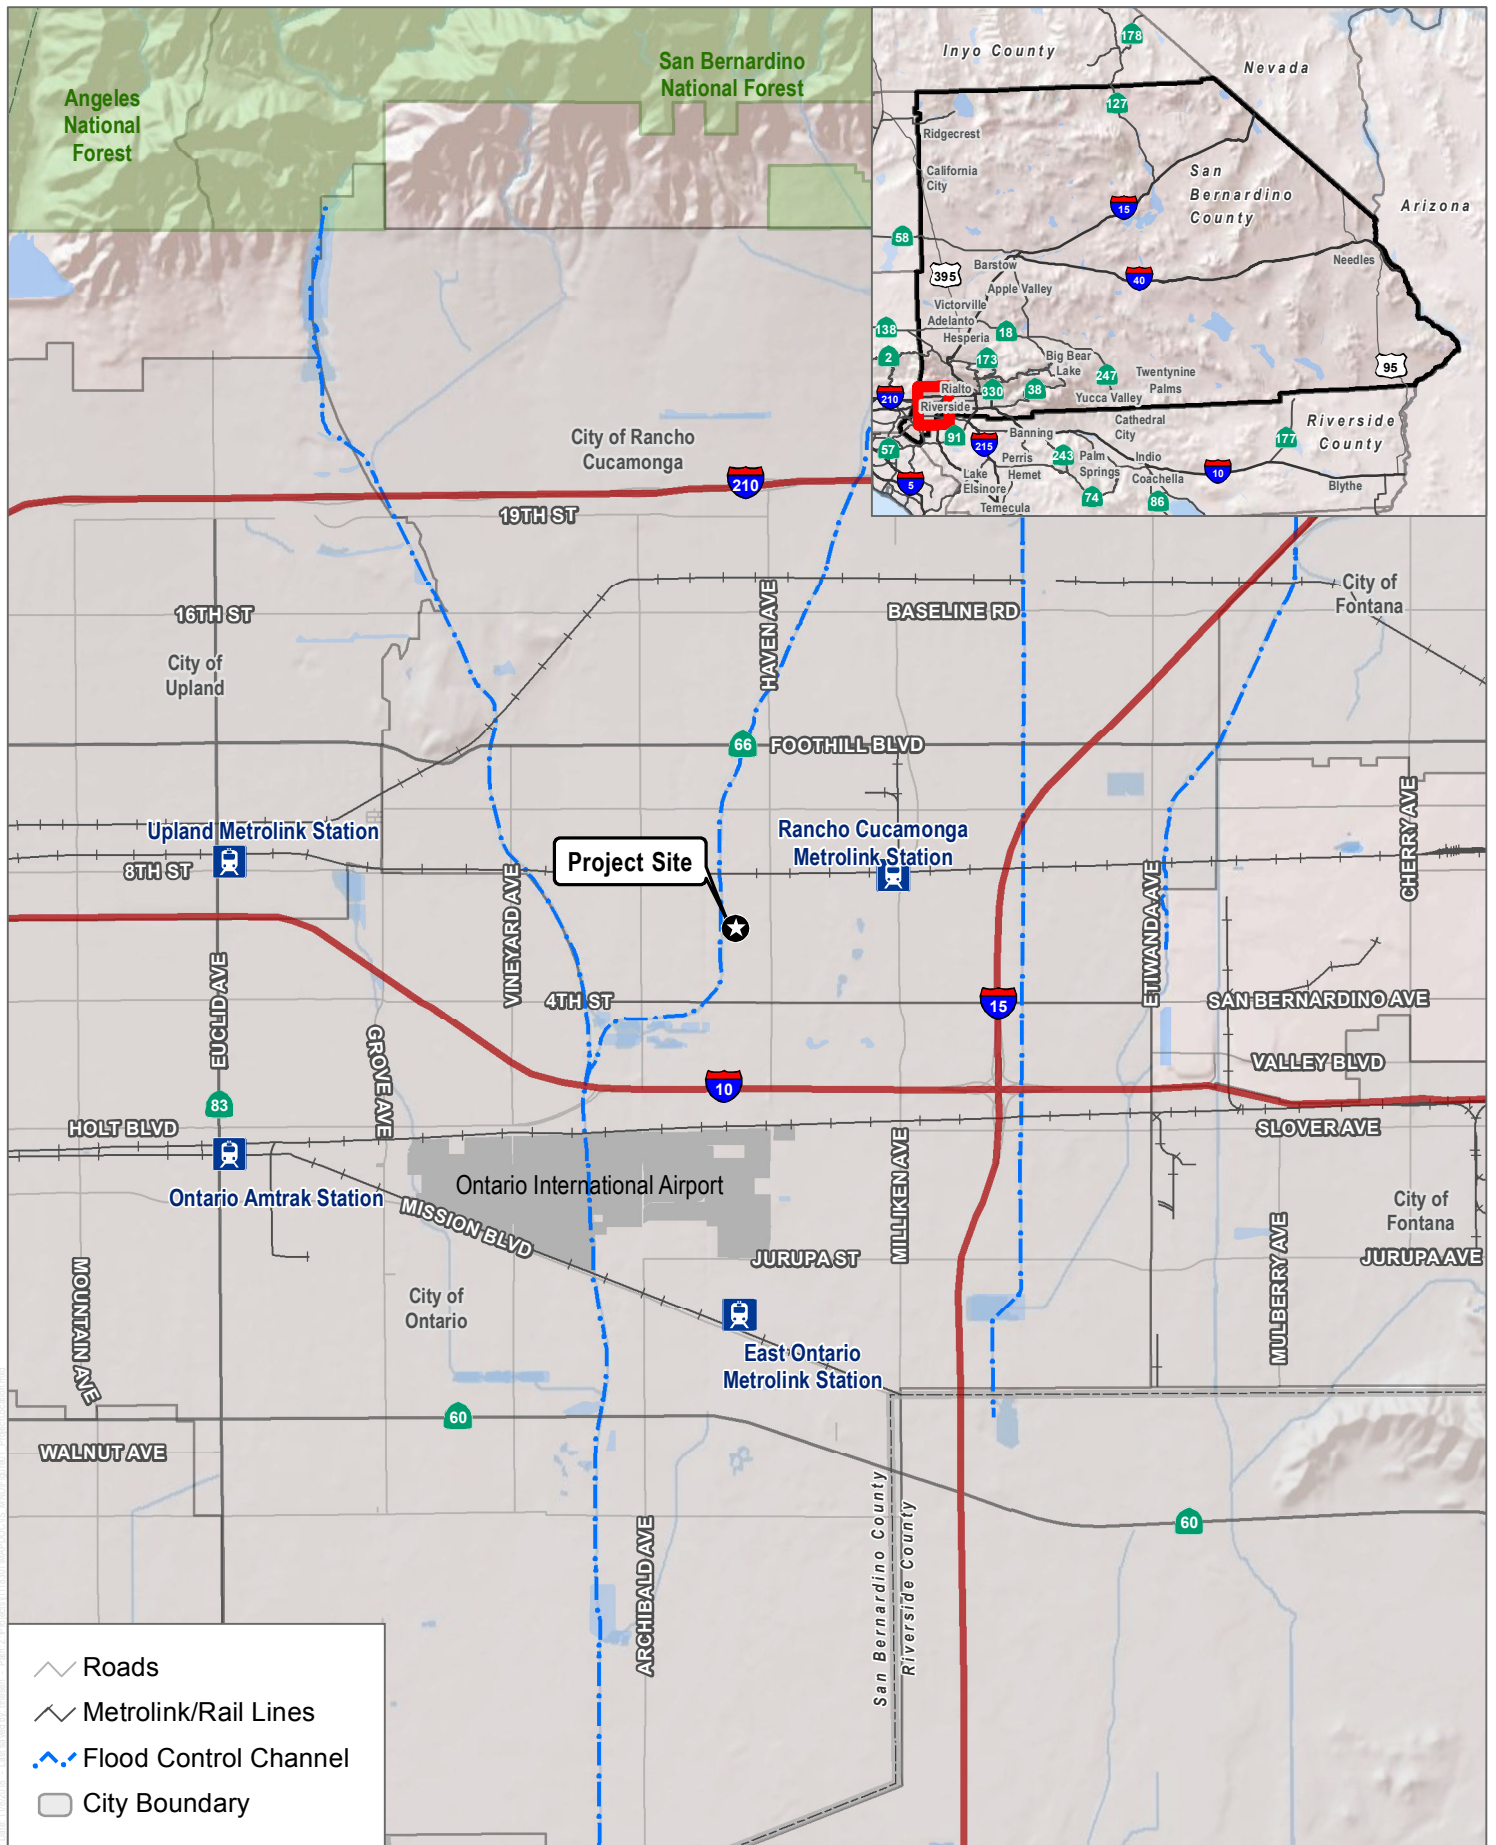 Angeles
National
Forest
San Bernardino
National Forest
City of Rancho
Cucamonga
210
19TH ST
16TH ST
City of
Upland
HAVEN AVE
BASELINE RD
City of
Fontana
66
FOOTHILL BLVD
Upland Metrolink Station
8TH ST
Project Site
Rancho Cucamonga
Metrolink Station
CHERRY AVE
VINEYARD AVE
ETIWANDA AVE
EUCLID AVE
4TH ST
15
SAN BERNARDINO AVE
GROVE AVE
VALLEY BLVD
10
83
HOLT BLVD
SLOVER AVE
Ontario Amtrak Station
Ontario International Airport
MILLIKEN AVE
City of
Fontana
MISSION BLVD
JURUPA ST
JURUPA AVE
MOUNTAIN AVE
City of
Ontario
MULBERRY AVE
East Ontario
Metrolink Station
60
WALNUT AVE
60
ARCHIBALD AVE
San Bernardino County
Riverside County
Inyo County
178
Nevada
127
Ridgecrest
California
City
San
Bernardino
County
15
Arizona
58
395
Barstow
40
Needles
Apple Valley
Victorville
Adelanto
138
18
Hesperia
2
173
Big Bear
Lake
247
Twentynine
Palms
95
210
Rialto
330
38
Yucca Valley
Riverside
91
215
Banning
Cathedral
City
Riverside
County
177
57
Perris
243
Palm
Springs
Indio
10
5
Lake
Elsinore
Hemet
Coachella
74
86
Blythe
Temecula
Roads
Metrolink/Rail Lines
Flood Control Channel
City Boundary